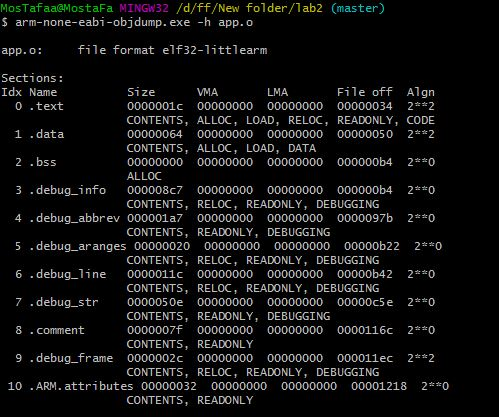 MosTafaa@MostaFa MINGW32 /d/ff/New folder/lab2 (master)
$ arm-none-eabi-objdump.exe -h app.o
app.o:     file format elf32-littlearm
Sections:
Idx Name          Size      VMA       LMA       File off  Algn
  0 .text         0000001c  00000000  00000000  00000034  2**2
                  CONTENTS, ALLOC, LOAD, RELOC, READONLY, CODE
  1 .data         00000064  00000000  00000000  00000050  2**2
                  CONTENTS, ALLOC, LOAD, DATA
  2 .bss          00000000  00000000  00000000  000000b4  2**0
                  ALLOC
  3 .debug_info   000008c7  00000000  00000000  000000b4  2**0
                  CONTENTS, RELOC, READONLY, DEBUGGING
  4 .debug_abbrev 000001a7  00000000  00000000  0000097b  2**0
                  CONTENTS, READONLY, DEBUGGING
  5 .debug_aranges 00000020  00000000  00000000  00000b22  2**0
                  CONTENTS, RELOC, READONLY, DEBUGGING
  6 .debug_line   0000011c  00000000  00000000  00000b42  2**0
                  CONTENTS, RELOC, READONLY, DEBUGGING
  7 .debug_str    0000050e  00000000  00000000  00000c5e  2**0
                  CONTENTS, READONLY, DEBUGGING
  8 .comment      0000007f  00000000  00000000  0000116c  2**0
                  CONTENTS, READONLY
  9 .debug_frame  0000002c  00000000  00000000  000011ec  2**2
                  CONTENTS, RELOC, READONLY, DEBUGGING
 10 .ARM.attributes 00000032  00000000  00000000  00001218  2**0
                  CONTENTS, READONLY